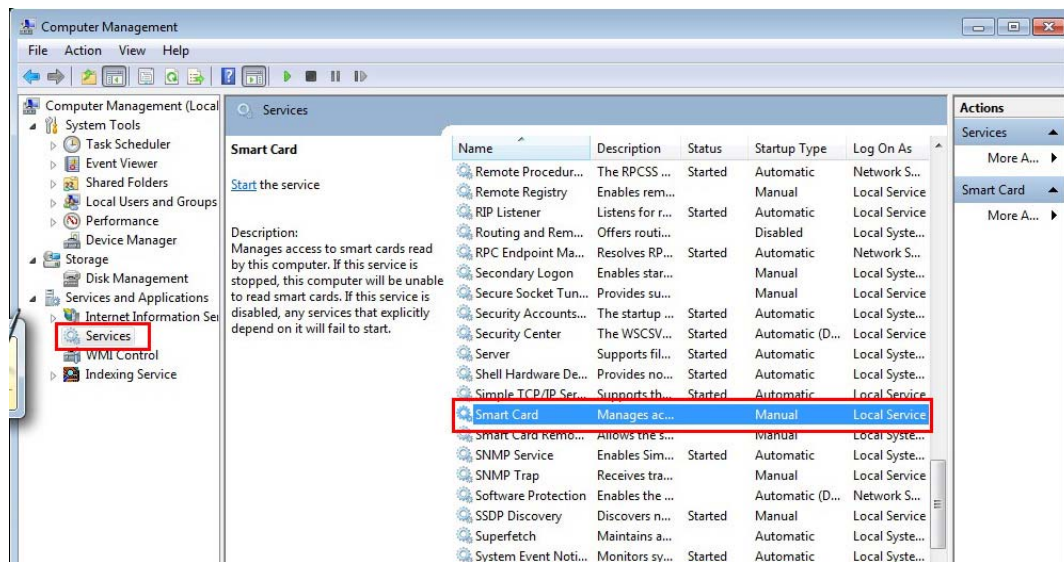 Computer Management
File Action View Help
Computer Management (Local
System Tools
Task Scheduler
Event Viewer
Shared Folders
Local Users and Groups
Performance
Device Manager
Storage
Disk Management
Services and Applications
Internet Information Ser
Services
WMI Control
Indexing Service
Services
Smart Card
Start the service
Description:
Manages access to smart cards read
by this computer. If this service is
stopped, this computer will be unable
to read smart cards. If this service is
disabled, any services that explicitly
depend on it will fail to start.
Name Description Status Startup Type Log On As
Remote Procedur... The RPCSS ... Started Automatic Network S...
Remote Registry Enables rem... Manual Local Service
RIP Listener Listens for r... Started Automatic Local Service
Routing and Rem... Offers routi... Disabled Local Syste...
RPC Endpoint Ma... Resolves RP... Started Automatic Network S...
Secondary Logon Enables star... Manual Local Syste...
Secure Socket Tun... Provides su... Manual Local Service
Security Accounts... The startup ... Started Automatic Local Syste...
Security Center The WSCSV... Started Automatic (D... Local Service
Server Supports fil... Started Automatic Local Syste...
Shell Hardware De... Provides no... Started Automatic Local Syste...
Simple TCP/IP Ser... Supports th... Started Automatic Local Service
Smart Card Manages ac... Manual Local Service
Smart Card Remo... Allows the s... Manual Local Syste...
SNMP Service Enables Sim... Started Automatic Local Syste...
SNMP Trap Receives tra... Manual Local Service
Software Protection Enables the ... Automatic (D... Network S...
SSDP Discovery Discovers n... Started Manual Local Service
Superfetch Maintains a... Automatic Local Syste...
System Event Noti... Monitors sy... Started Automatic Local Syste...
Actions
Services
More A...
Smart Card
More A...